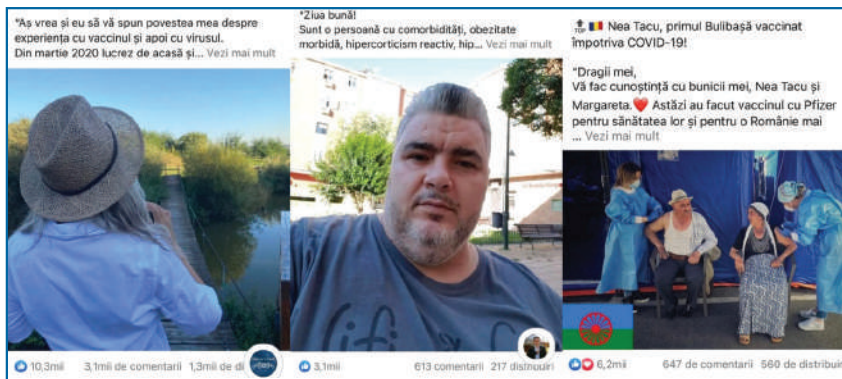 "Aș vrea și eu să vă spun povestea mea despre
experiența cu vaccinul și apoi cu virusul.
Din martie 2020 lucrez de acasă și... Vezi mai mult
10,3mii 3,1mii de comentarii 1,3mii de di
"Ziua bună!
Sunt o persoană cu comorbidități, obezitate
morbidă, hipercorticism reactiv, hip... Vezi mai mult
3,1mii 613 comentarii 217 distribuiri
TOP Nea Tacu, primul Bulibașă vaccinat
împotriva COVID-19!
"Dragii mei,
Vă fac cunoștință cu bunicii mei, Nea Tacu și
Margareta.❤️ Astăzi au facut vaccinul cu Pfizer
pentru sănătatea lor și pentru o Românie mai
... Vezi mai mult
6,2mii 647 de comentarii 560 de distribuir